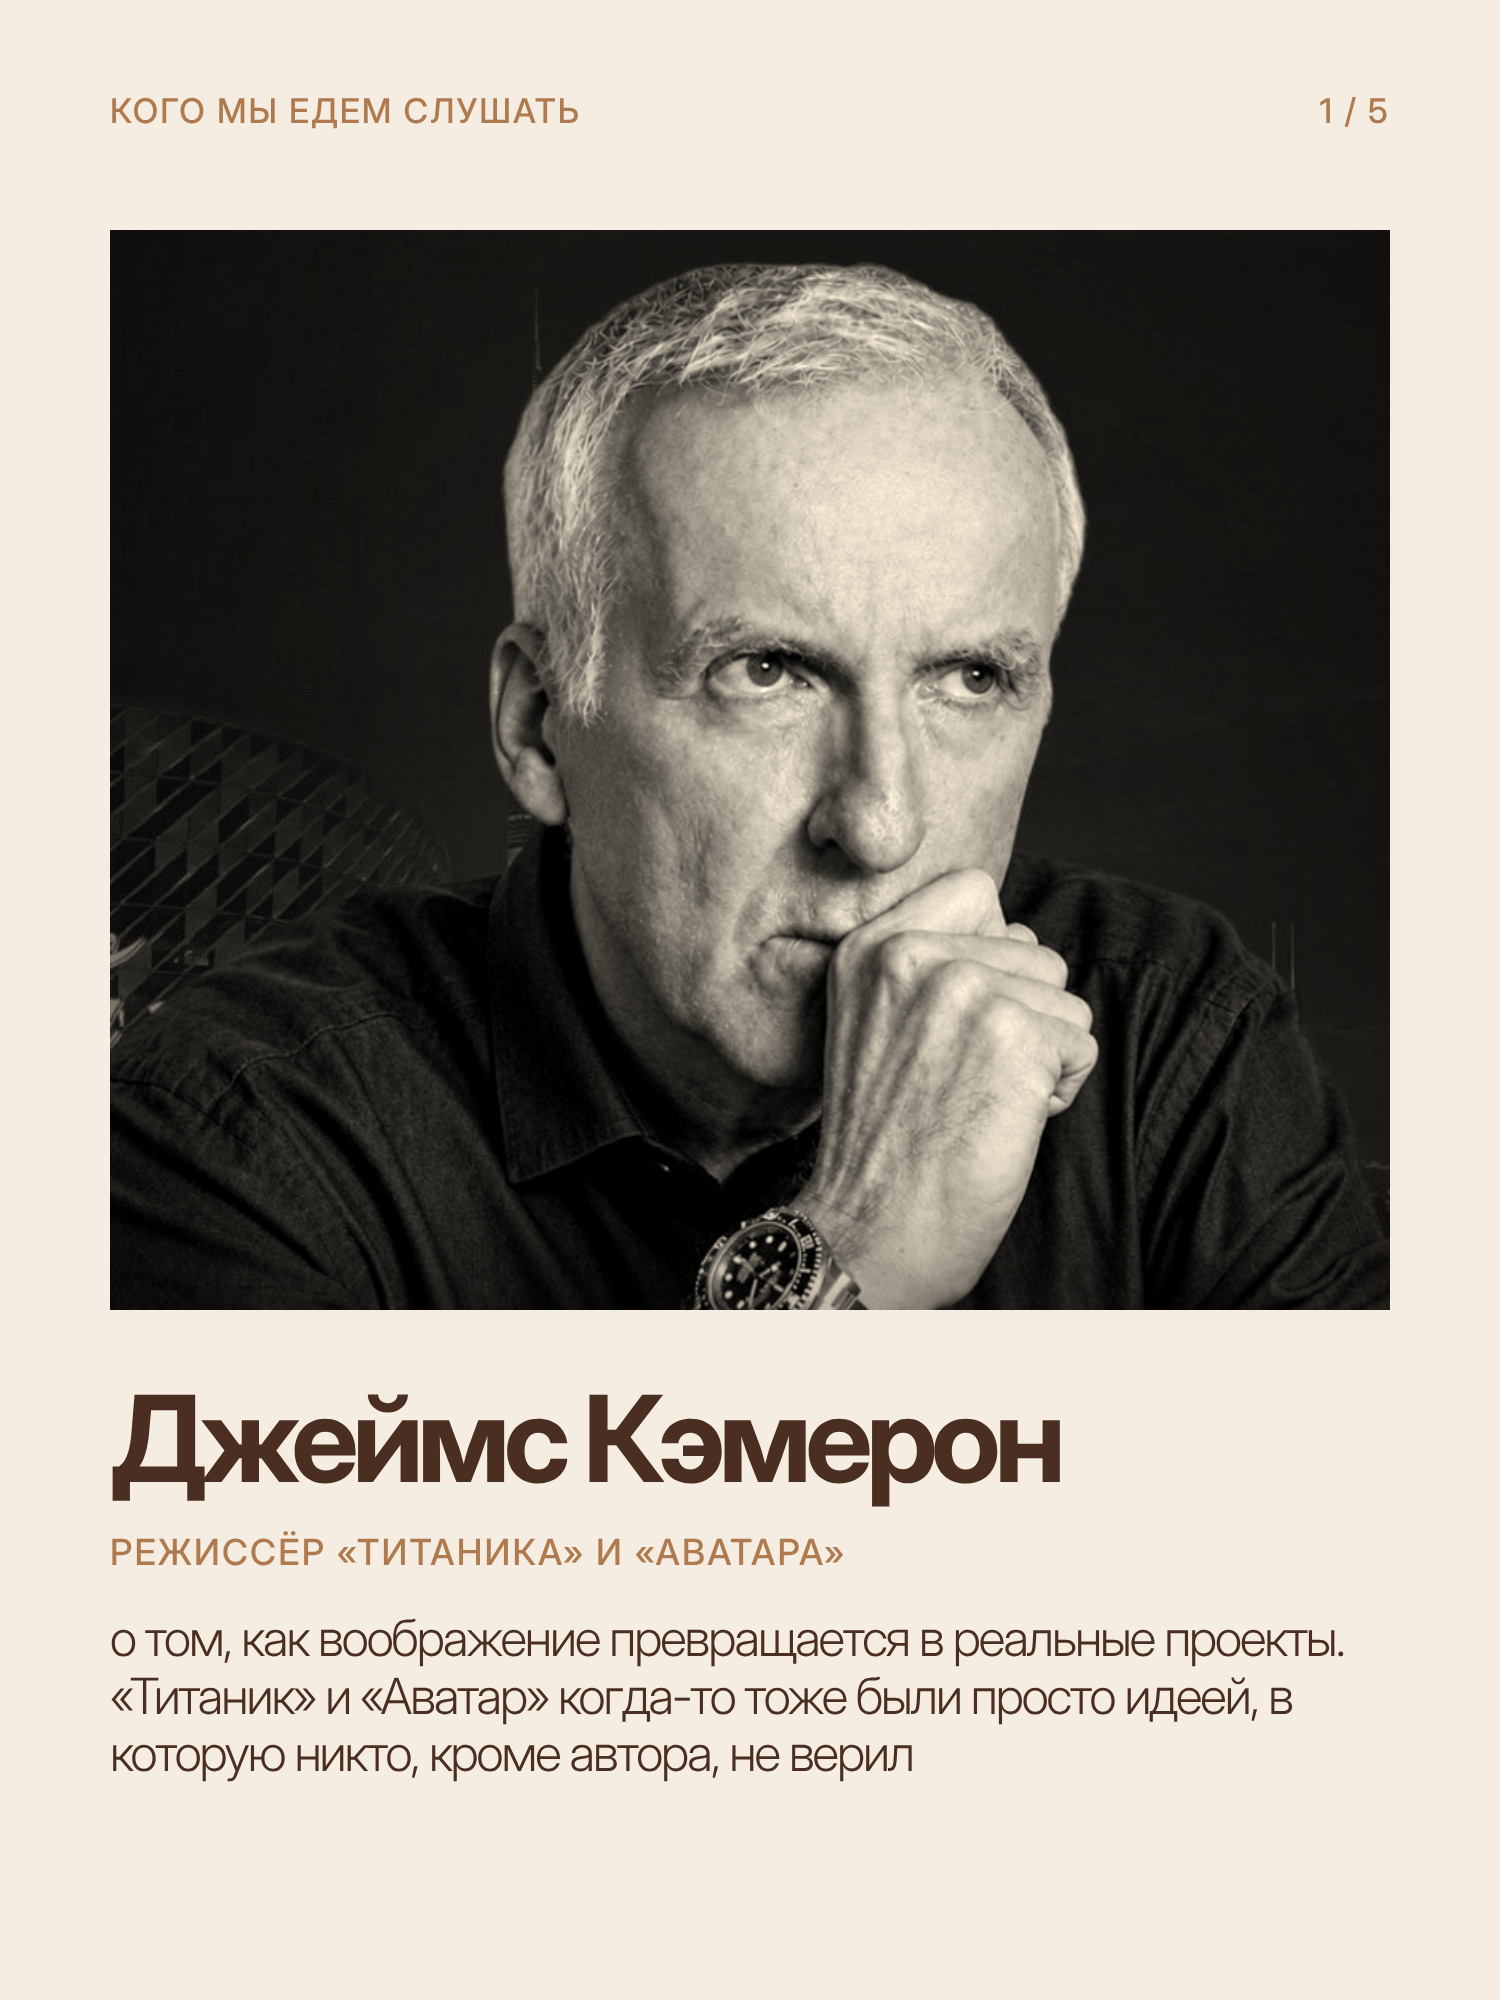 КОГО МЫ ЕДЕМ СЛУШАТЬ
1 / 5
Джеймс Кэмерон
РЕЖИССЁР «ТИТАНИКА» И «АВАТАРА»
о том, как воображение превращается в реальные проекты.
«Титаник» и «Аватар» когда-то тоже были просто идеей, в
которую никто, кроме автора, не верил